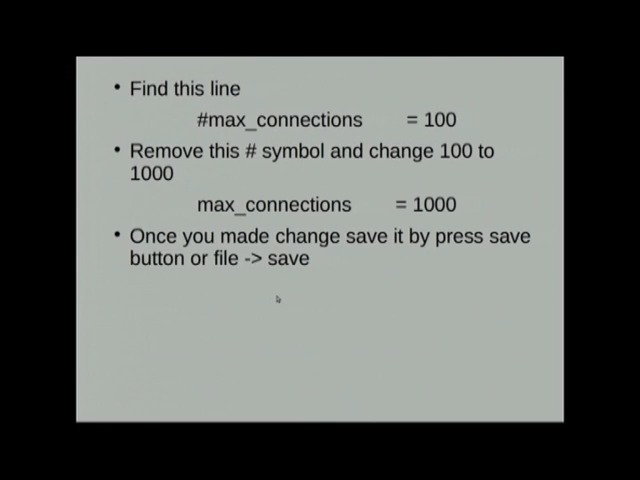 • Find this line
#max_connections = 100
• Remove this # symbol and change 100 to
1000
max_connections = 1000
• Once you made change save it by press save
button or file -> save